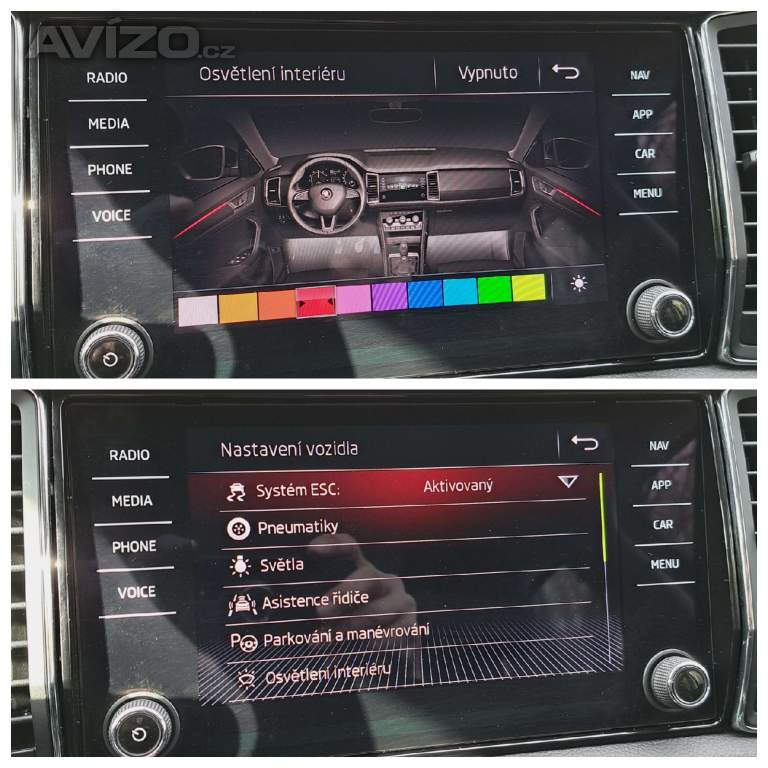 AVÍZO.cz
RADIO
MEDIA
PHONE
VOICE
Osvětlení interiéru
Vypnuto
NAV
APP
CAR
MENU
RADIO
MEDIA
PHONE
VOICE
Nastavení vozidla
Systém ESC: Aktivovaný
Pneumatiky
Světla
Asistence řidiče
Parkování a manévrování
Osvětlení interiéru
NAV
APP
CAR
MENU